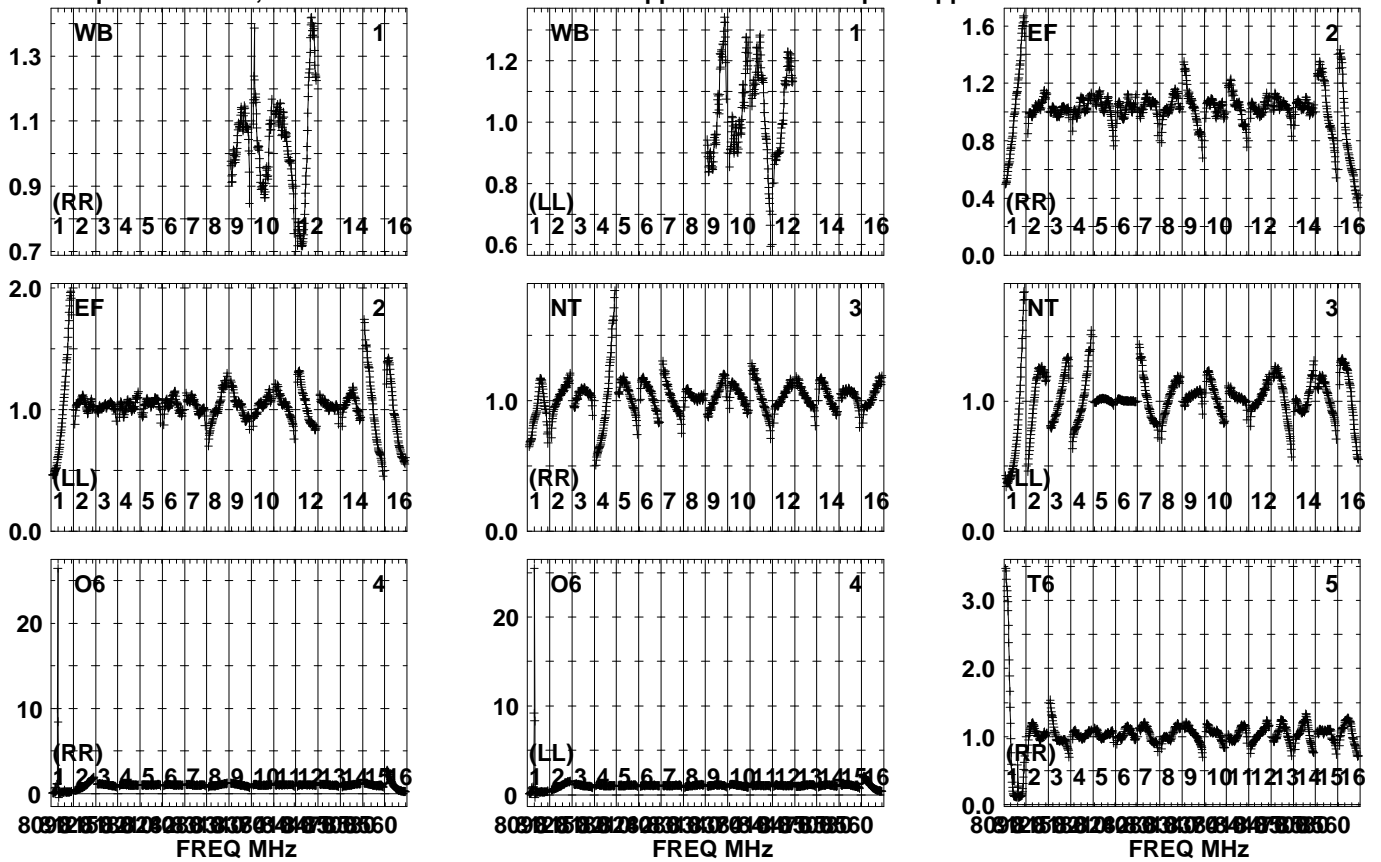 WB 1
1.3
1.1
0.9
0.7
(RR)
1 2 3 4 5 6 7 8 9 10 12 14 16
WB 1
1.2
1.0
0.8
0.6
(LL)
1 2 3 4 5 6 7 8 9 10 12 16
EF 2
1.6
1.2
0.8
0.4
0.0
(RR)
1 2 3 4 5 6 7 8 9 10 12 14 16
EF 2
2.0
1.0
0.0
(LL)
1 2 3 4 5 6 7 8 9 10 12 14 16
NT 3
1.0
0.0
(RR)
1 2 3 4 5 6 7 8 9 10 12 14 16
NT 3
1.0
0.0
(LL)
1 2 3 4 5 6 7 8 9 10 12 14 16
O6 4
20
10
0
(RR)
1 2 3 4 5 6 7 8 9 10 11 12 13 14 15 16
FREQ MHz
O6 4
20
10
0
(LL)
1 2 3 4 5 6 7 8 9 10 11 12 13 14 15 16
FREQ MHz
T6 5
3.0
2.0
1.0
0.0
(RR)
1 2 3 4 5 6 7 8 9 10 11 12 13 14 15 16
FREQ MHz